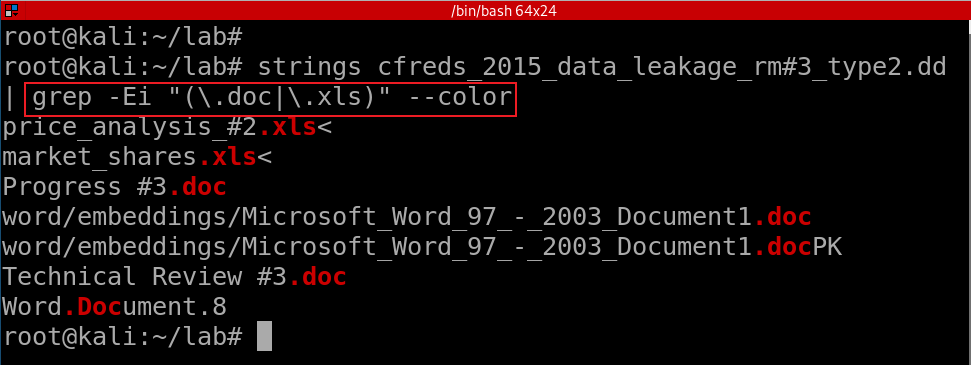 /bin/bash 64x24
root@kali:~/lab#
root@kali:~/lab# strings cfreds_2015_data_leakage_rm#3_type2.dd
| grep -Ei "(\.doc|\.xls)" --color
price_analysis_#2.xls<
market_shares.xls<
Progress #3.doc
word/embeddings/Microsoft_Word_97_-_2003_Document1.doc
word/embeddings/Microsoft_Word_97_-_2003_Document1.docPK
Technical Review #3.doc
Word.Document.8
root@kali:~/lab#